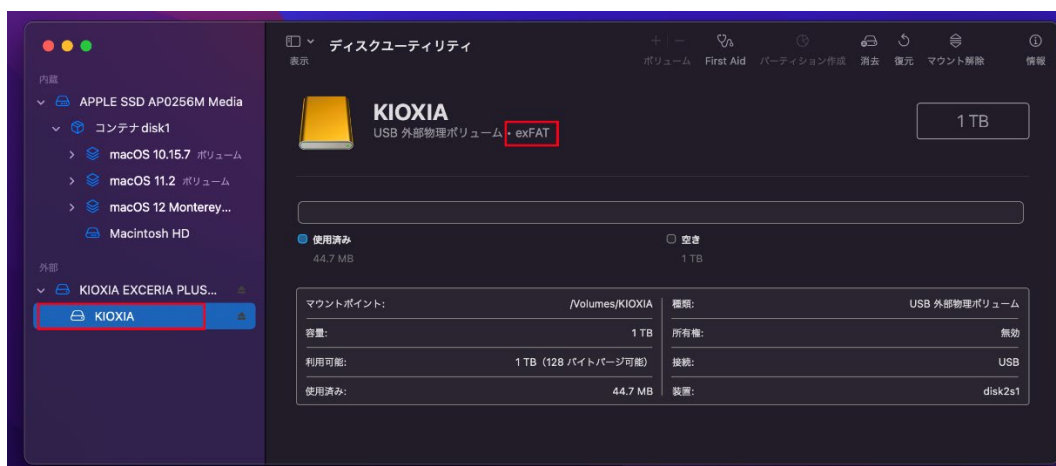 ディスクユーティリティ
表示
ボリューム First Aid パーティション作成 消去 復元 マウント解除 情報
内蔵
APPLE SSD AP0256M Media
コンテナ disk1
macOS 10.15.7 ボリューム
macOS 11.2 ボリューム
macOS 12 Monterey...
Macintosh HD
外部
KIOXIA EXCERIA PLUS...
KIOXIA
KIOXIA
USB 外部物理ボリューム • exFAT
1 TB
使用済み
44.7 MB
空き
1 TB
マウントポイント: /Volumes/KIOXIA
種類: USB 外部物理ボリューム
容量: 1 TB
所有権: 無効
利用可能: 1 TB（128 バイトパージ可能）
接続: USB
使用済み: 44.7 MB
装置: disk2s1